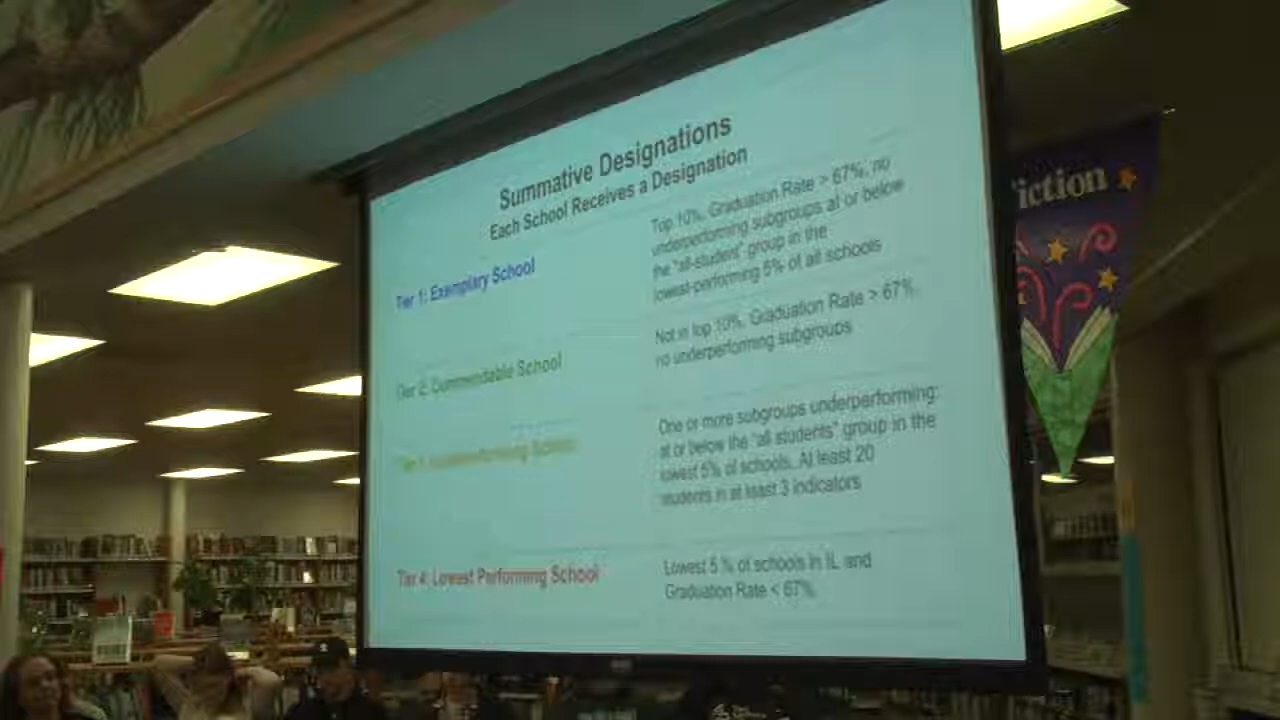 Summative Designations
Each School Receives a Designation
Tier 1: Exemplary School
Top 10%, Graduation Rate > 67%, no
underperforming subgroups at or below
the "all-student" group in the
lowest-performing 5% of all schools
Tier 2: Commendable School
Not in top 10%, Graduation Rate > 67%,
no underperforming subgroups
Tier 3: Underperforming School
One or more subgroups underperforming:
at or below the "all students" group in the
lowest 5% of schools. At least 20
students in at least 3 indicators
Tier 4: Lowest Performing School
Lowest 5 % of schools in IL and
Graduation Rate < 67%
iction